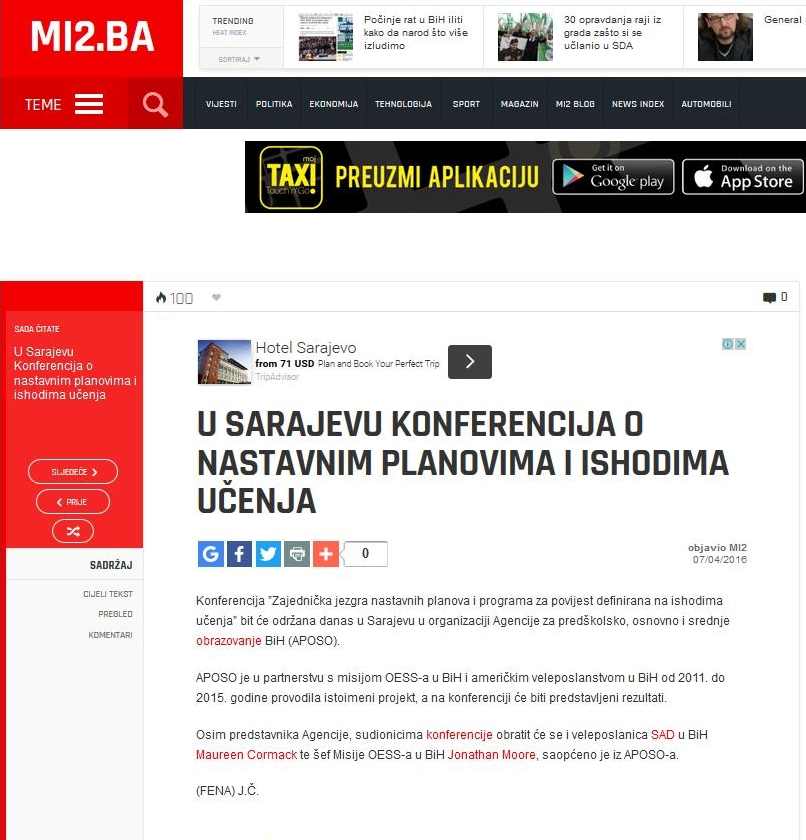 MI2.BA
TRENDING
HEAT INDEX
SORTIRAJ
Počinje rat u BiH iliti
kako da narod što više
izludimo
30 opravdanja raji iz
grada zašto si se
učlanio u SDA
General
TEME
VIJESTI POLITIKA EKONOMIJA TEHNOLOGIJA SPORT MAGAZIN MI2 BLOG NEWS INDEX AUTOMOBILI
moj
TAXI
Touch'n'Go!
PREUZMI APLIKACIJU
Get it on
Google play
Download on the
App Store
100
0
SADA ČITATE
U Sarajevu
Konferencija o
nastavnim planovima i
ishodima učenja
SLJEDEĆE
PRIJE
SADRŽAJ
CIJELI TEKST
PREGLED
KOMENTARI
Hotel Sarajevo
from 71 USD Plan and Book Your Perfect Trip
TripAdvisor
U SARAJEVU KONFERENCIJA O
NASTAVNIM PLANOVIMA I ISHODIMA
UČENJA
0
objavio MI2
07/04/2016
Konferencija ”Zajednička jezgra nastavnih planova i programa za povijest definirana na ishodima
učenja” bit će održana danas u Sarajevu u organizaciji Agencije za predškolsko, osnovno i srednje
obrazovanje BiH (APOSO).
APOSO je u partnerstvu s misijom OESS-a u BiH i američkim veleposlanstvom u BiH od 2011. do
2015. godine provodila istoimeni projekt, a na konferenciji će biti predstavljeni rezultati.
Osim predstavnika Agencije, sudionicima konferencije obratit će se i veleposlanica SAD u BiH
Maureen Cormack te šef Misije OESS-a u BiH Jonathan Moore, saopćeno je iz APOSO-a.
(FENA) J.Č.